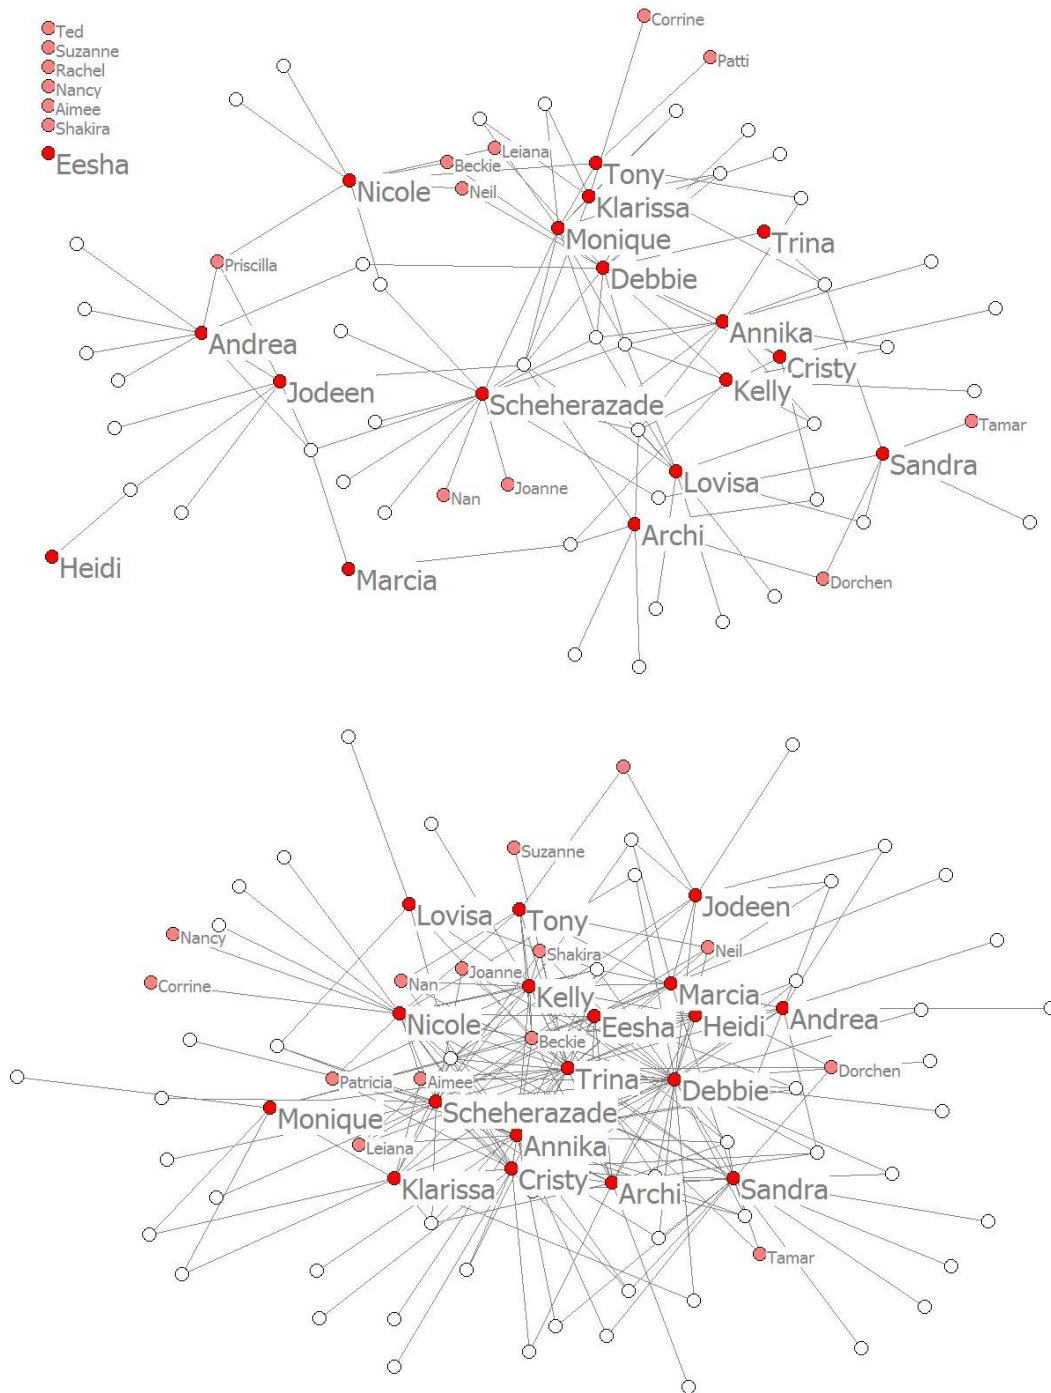 Ted
Suzanne
Rachel
Nancy
Aimee
Shakira
Eesha
Corrine
Patti
Leiana
Beckie
Neil
Nicole
Tony
Klarissa
Monique
Trina
Debbie
Priscilla
Andrea
Annika
Cristy
Kelly
Jodeen
Scheherazade
Tamar
Sandra
Lovisa
Nan
Joanne
Archi
Heidi
Marcia
Dorchen
Suzanne
Lovisa
Tony
Jodeen
Nancy
Shakira
Neil
Corrine
Nan
Joanne
Kelly
Marcia
Nicole
Eesha
Heidi
Andrea
Beckie
Trina
Debbie
Dorchen
Patricia
Aimee
Monique
Scheherazade
Leiana
Annika
Klarissa
Cristy
Archi
Sandra
Tamar